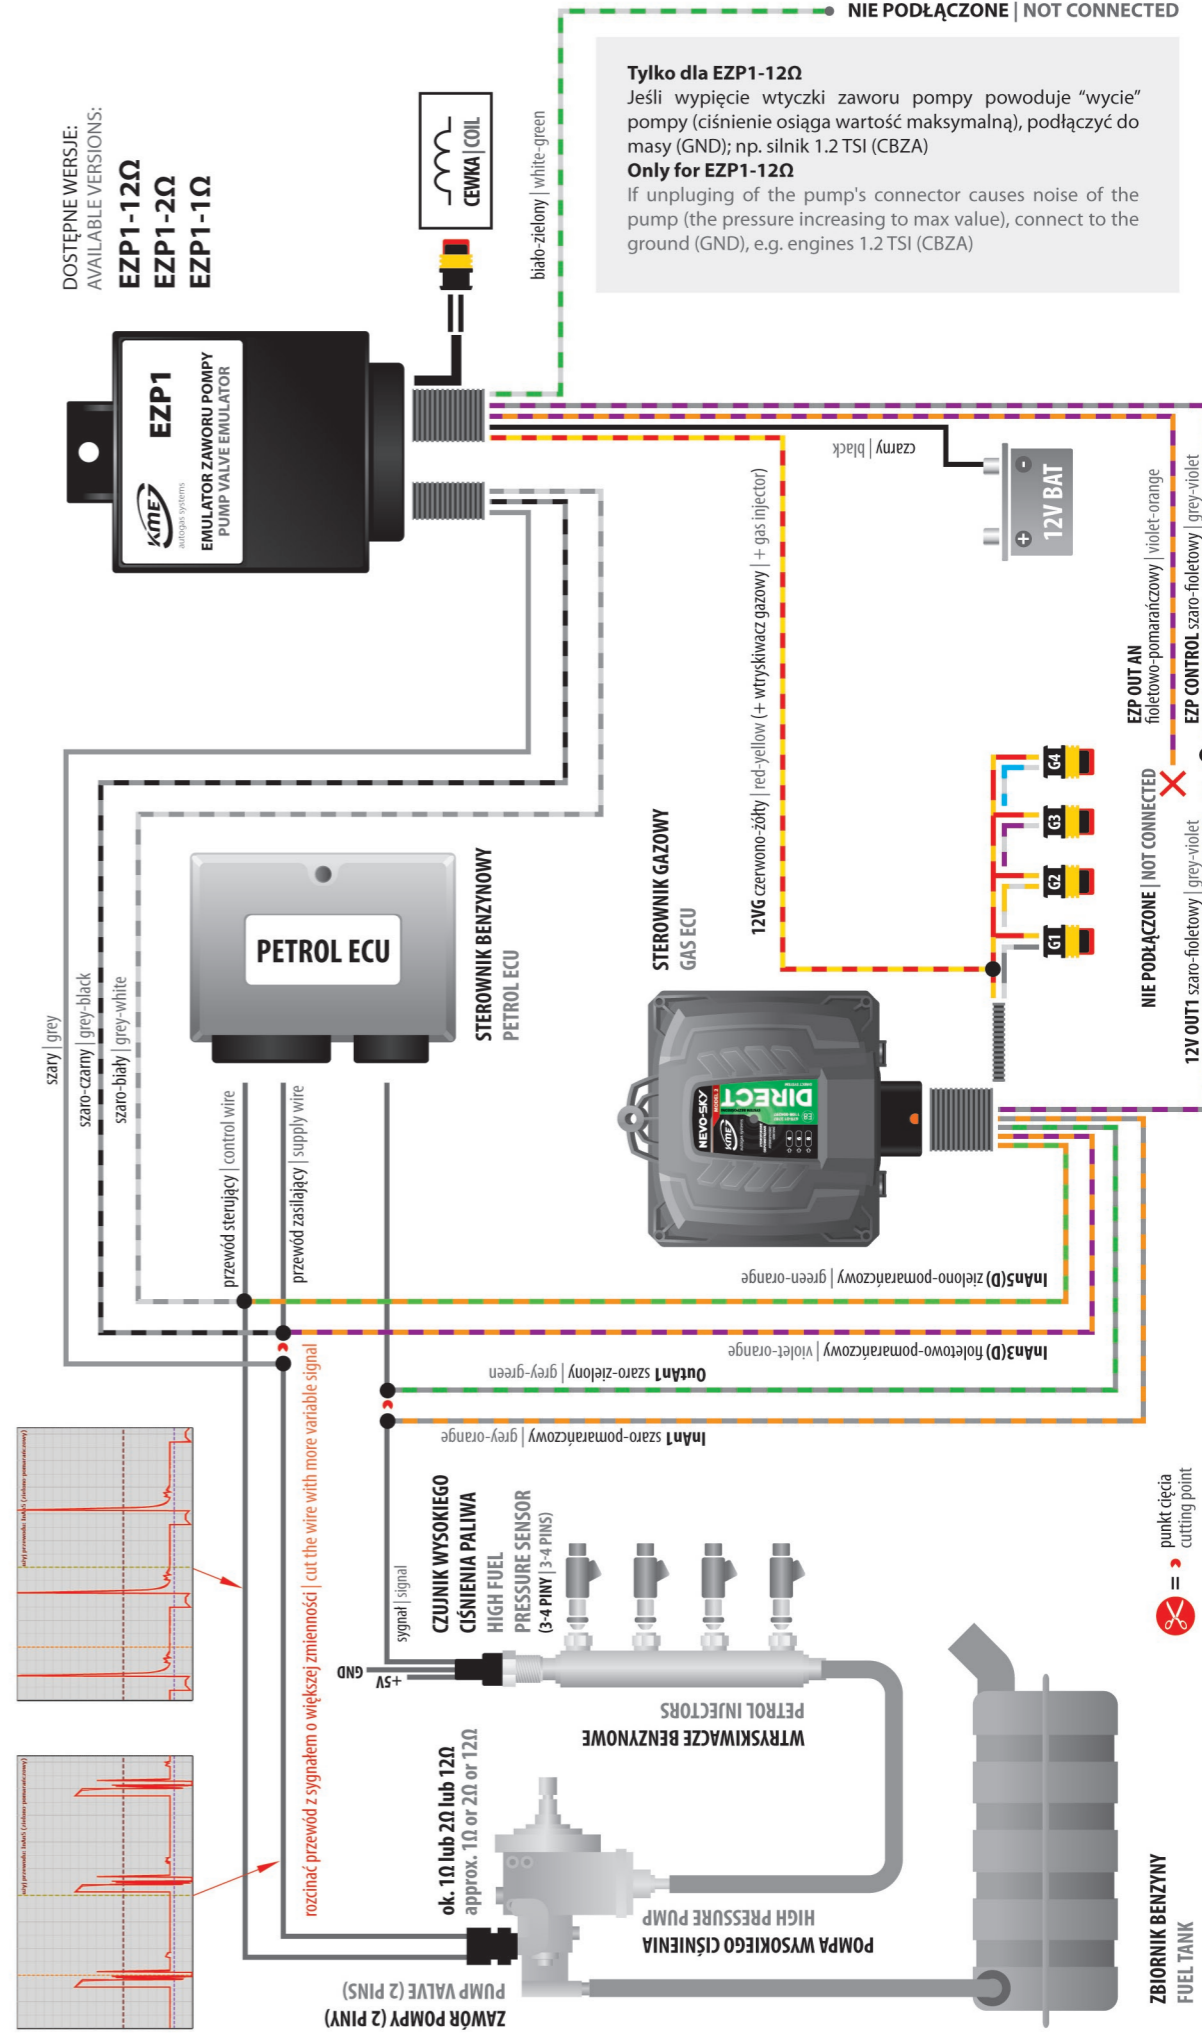 NIE PODŁĄCZONE | NOT CONNECTED
Tylko dla EZP1-12Ω
Jeśli wypięcie wtyczki zaworu pompy powoduje “wycie”
pompy (ciśnienie osiąga wartość maksymalną), podłączyć do
masy (GND); np. silnik 1.2 TSI (CBZA)
Only for EZP1-12Ω
If unpluging of the pump's connector causes noise of the
pump (the pressure increasing to max value), connect to the
ground (GND), e.g. engines 1.2 TSI (CBZA)
DOSTĘPNE WERSJE:
AVAILABLE VERSIONS:
EZP1-12Ω
EZP1-2Ω
EZP1-1Ω
CEWKA | COIL
biało-zielony | white-green
KME
autogas systems
EZP1
EMULATOR ZAWORU POMPY
PUMP VALVE EMULATOR
czarny | black
12V BAT
+
-
12VG czerwono-żółty | red-yellow (+ wtryskiwacz gazowy | + gas injector)
EZP OUT AN
fioletowo-pomarańczowy | violet-orange
EZP CONTROL szaro-fioletowy | grey-violet
NIE PODŁĄCZONE | NOT CONNECTED
12V OUT1 szaro-fioletowy | grey-violet
G1
G2
G3
G4
STEROWNIK GAZOWY
GAS ECU
NEVO-SKY
DIRECT
KME
PETROL ECU
STEROWNIK BENZYNOWY
PETROL ECU
szary | grey
szaro-czarny | grey-black
szaro-biały | grey-white
przewód sterujący | control wire
przewód zasilający | supply wire
InAn5(D) zielono-pomarańczowy | green-orange
InAn3(D) fioletowo-pomarańczowy | violet-orange
OutAn1 szaro-zielony | grey-green
InAn1 szaro-pomarańczowy | grey-orange
rozcinać przewód z sygnałem o większej zmienności | cut the wire with more variable signal
sygnał | signal
GND
+5V
CZUJNIK WYSOKIEGO
CIŚNIENIA PALIWA
HIGH FUEL
PRESSURE SENSOR
(3-4 PINY | 3-4 PINS)
WTRYSKIWACZE BENZYNOWE
PETROL INJECTORS
ok. 1Ω lub 2Ω lub 12Ω
approx. 1Ω or 2Ω or 12Ω
POMPA WYSOKIEGO CIŚNIENIA
HIGH PRESSURE PUMP
ZAWÓR POMPY (2 PINY)
PUMP VALVE (2 PINS)
ZBIORNIK BENZYNY
FUEL TANK
= punkt cięcia
cutting point